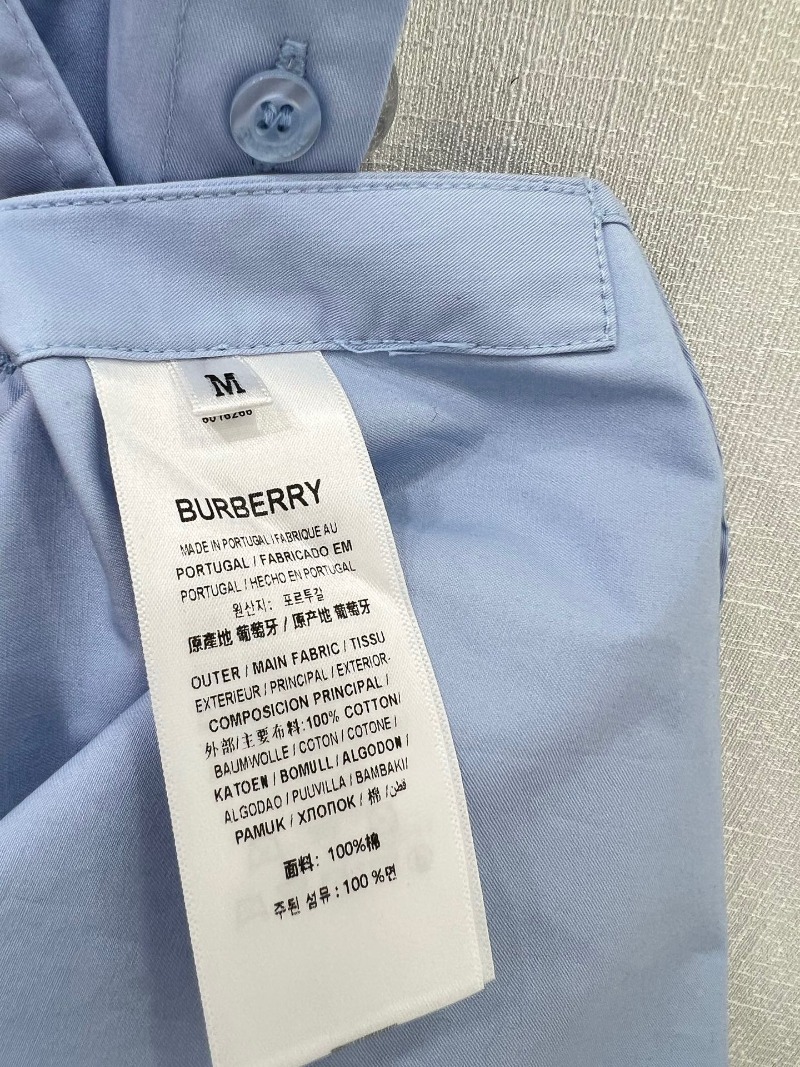 M
BURBERRY
MADE IN PORTUGAL / FABRIQUE AU
PORTUGAL / FABRICADO EM
PORTUGAL / HECHO EN PORTUGAL
원산지: 포르투갈
原產地 葡萄牙 / 原产地 葡萄牙
OUTER / MAIN FABRIC / TISSU
EXTERIEUR / PRINCIPAL / EXTERIOR-
COMPOSICION PRINCIPAL /
外部/主要布料:100% COTTON/
BAUMWOLLE / COTON / COTONE /
KATOEN / BOMULL / ALGODON /
ALGODAO / PUUVILLA / BAMBAKI/
PAMUK / ХЛОПОК / 棉 / قطن
面料: 100%棉
주된 섬유 : 100 %면